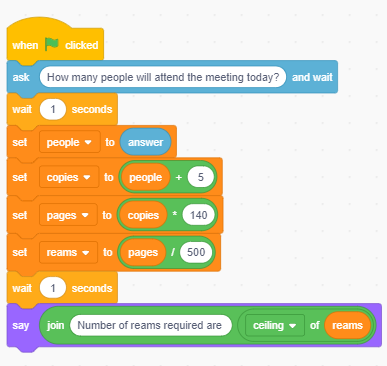 when clicked
ask How many people will attend the meeting today? and wait
wait 1 seconds
set people to answer
set copies to people + 5
set pages to copies * 140
set reams to pages / 500
wait 1 seconds
say join Number of reams required are ceiling of reams